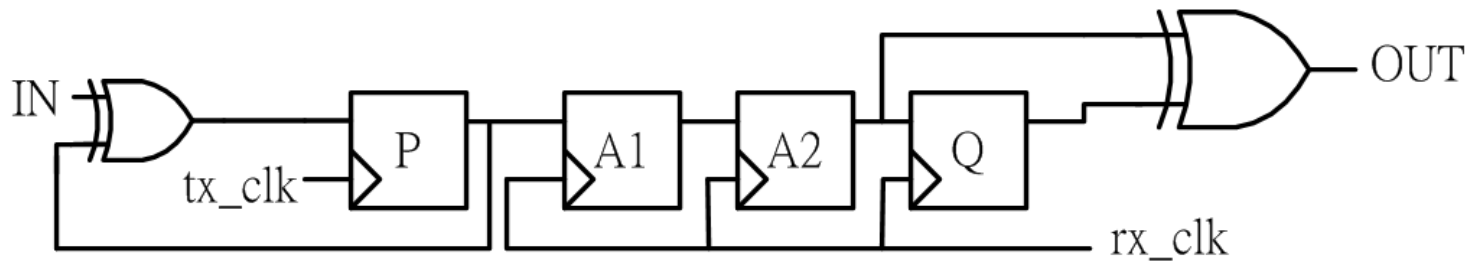 IN
tx_clk
P
A1
A2
Q
OUT
rx_clk